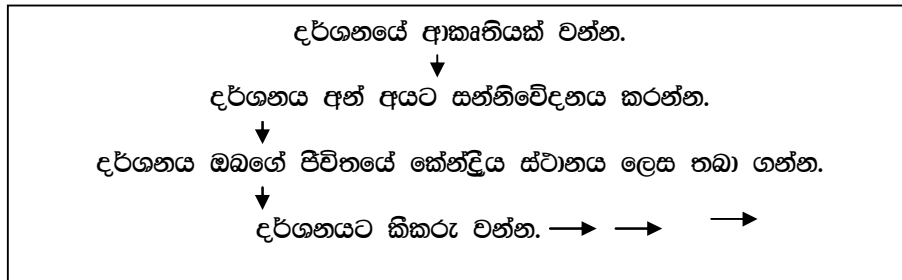 දර්ශනයේ ආකෘතියක් වන්න.
දර්ශනය අන් අයට සන්නිවේදනය කරන්න.
දර්ශනය ඔබගේ ජීවිතයේ කේන්ද්‍රීය ස්ථානය ලෙස තබා ගන්න.
දර්ශනයට කීකරු වන්න.